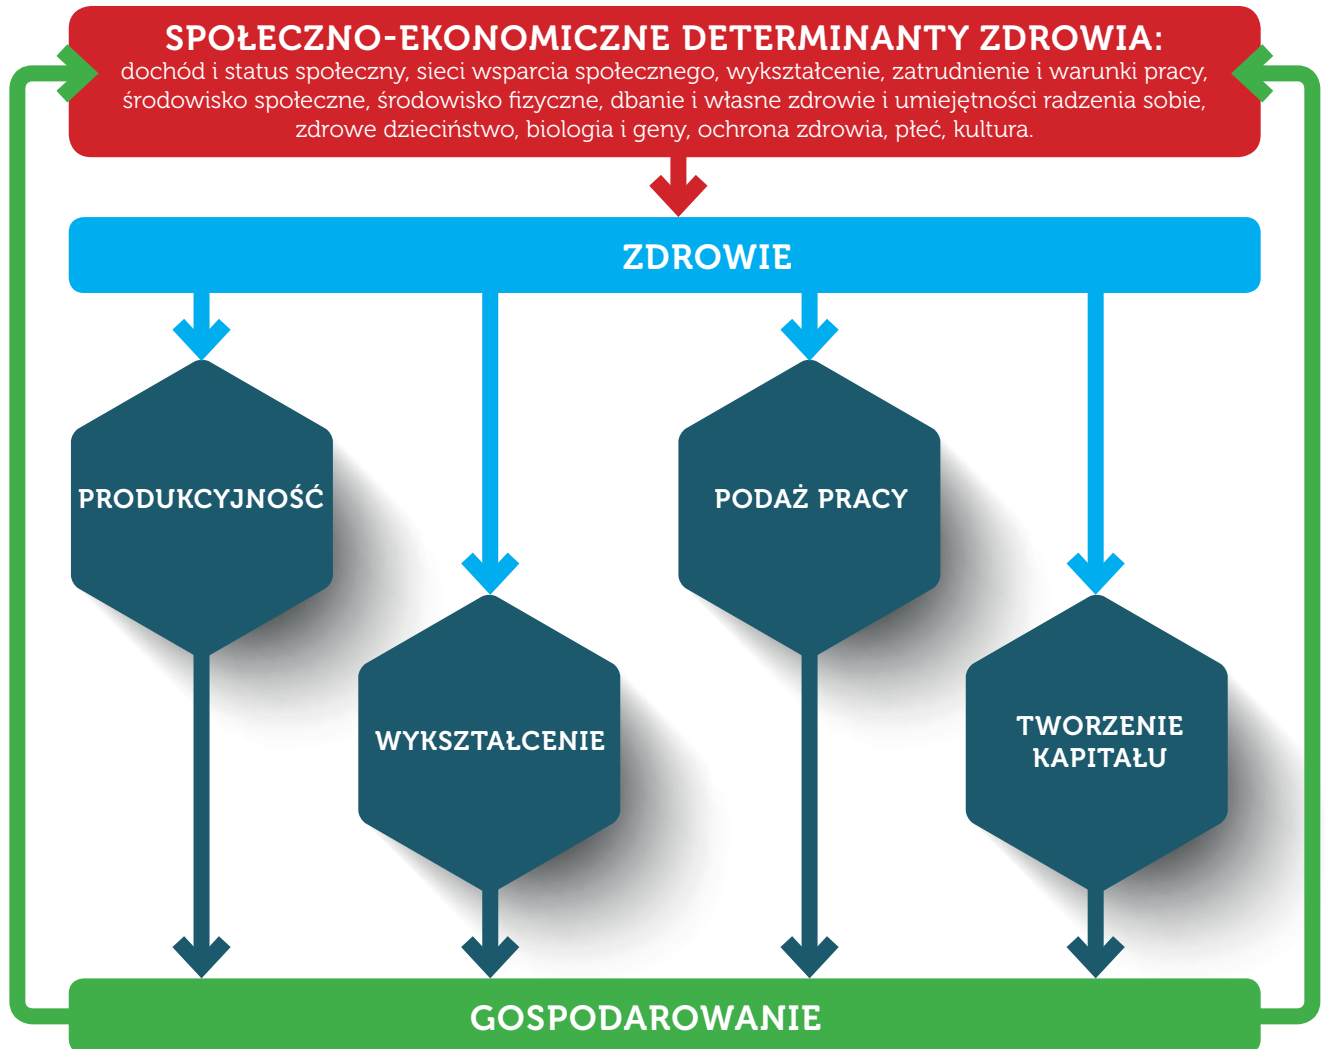 SPOŁECZNO-EKONOMICZNE DETERMINANTY ZDROWIA:
dochód i status społeczny, sieci wsparcia społecznego, wykształcenie, zatrudnienie i warunki pracy,
środowisko społeczne, środowisko fizyczne, dbanie i własne zdrowie i umiejętności radzenia sobie,
zdrowe dzieciństwo, biologia i geny, ochrona zdrowia, płeć, kultura.
ZDROWIE
PRODUKCYJNOŚĆ
PODAŻ PRACY
WYKSZTAŁCENIE
TWORZENIE
KAPITAŁU
GOSPODAROWANIE